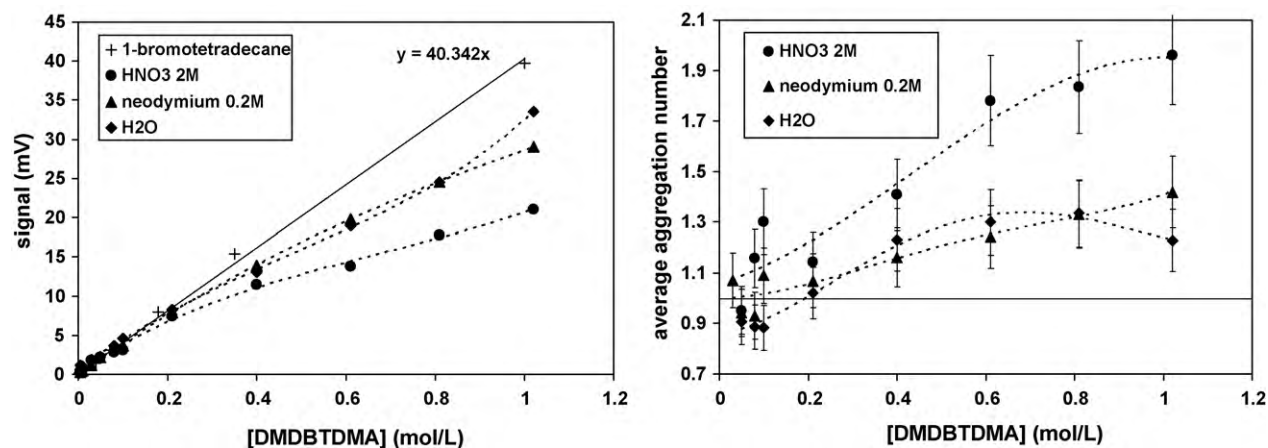 45
40
35
30
25
20
15
10
5
0
signal (mV)
1-bromotetradecane
HNO3 2M
neodymium 0.2M
H2O
y = 40.342x
0 0.2 0.4 0.6 0.8 1 1.2
[DMDBTDMA] (mol/L)
2.1
1.9
1.7
1.5
1.3
1.1
0.9
0.7
average aggregation number
HNO3 2M
neodymium 0.2M
H2O
0 0.2 0.4 0.6 0.8 1 1.2
[DMDBTDMA] (mol/L)